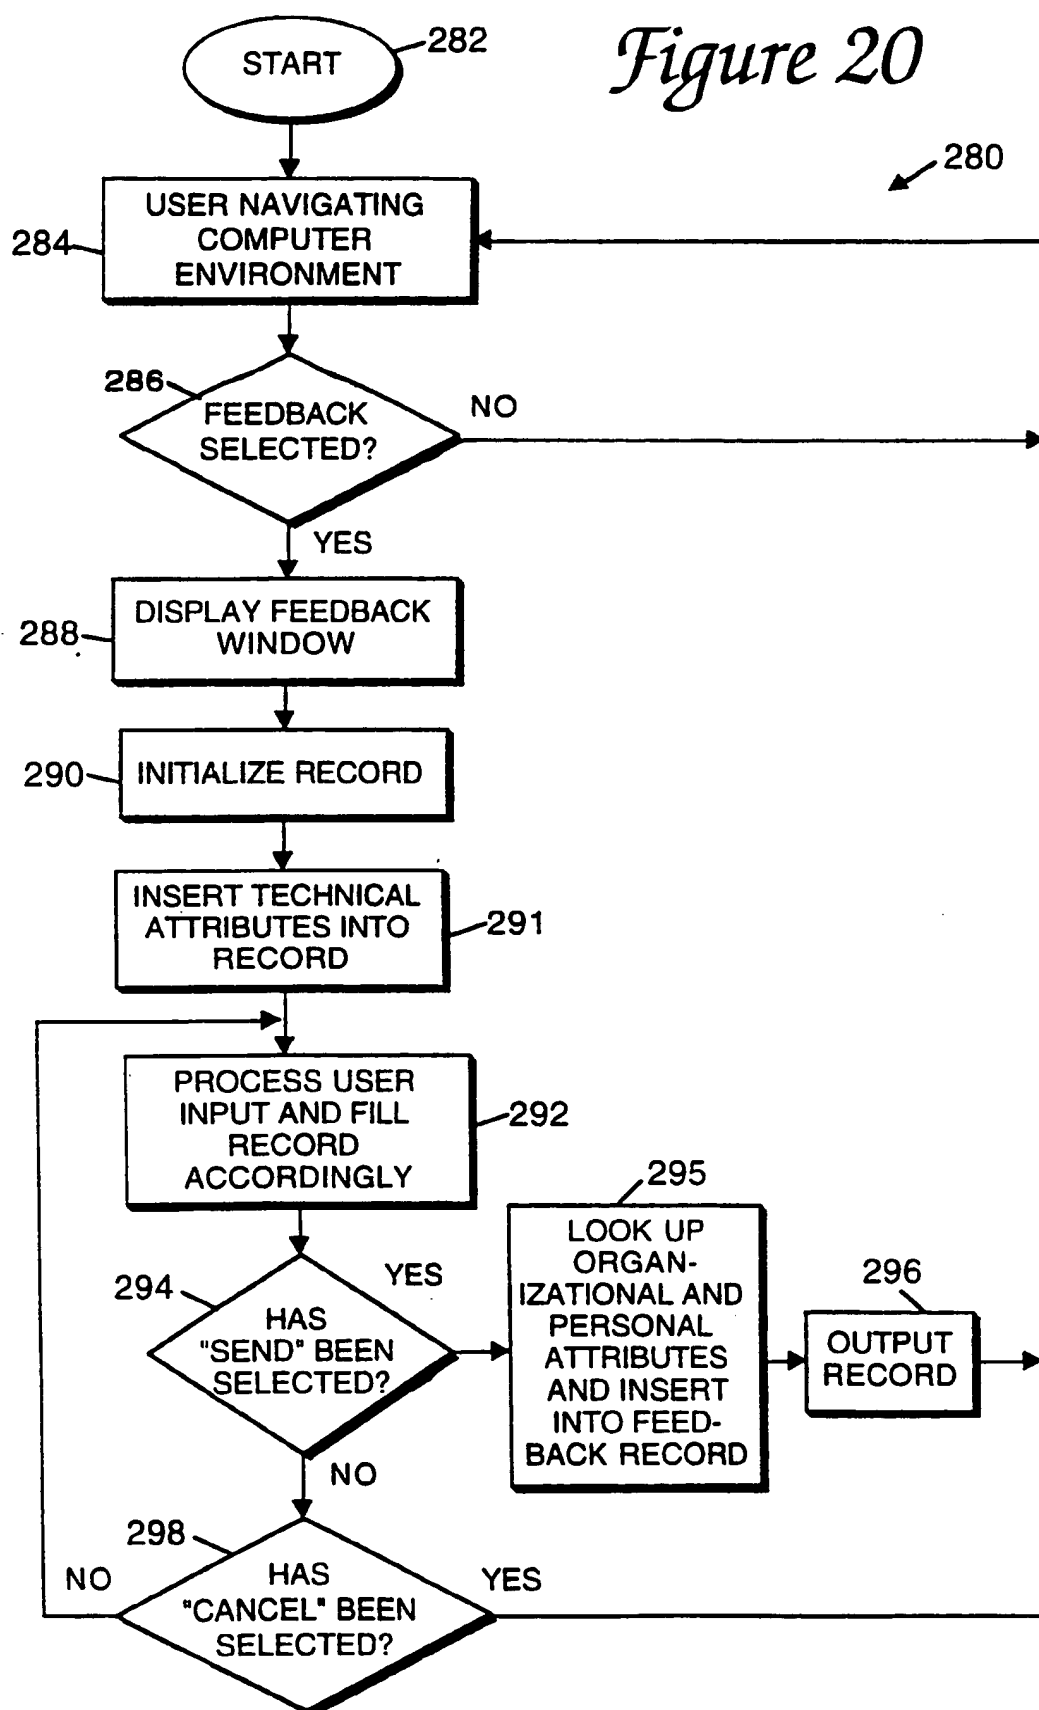 START
282
Figure 20
280
284
USER NAVIGATING
COMPUTER
ENVIRONMENT
286
FEEDBACK
SELECTED?
NO
YES
288
DISPLAY FEEDBACK
WINDOW
290
INITIALIZE RECORD
INSERT TECHNICAL
ATTRIBUTES INTO
RECORD
291
PROCESS USER
INPUT AND FILL
RECORD
ACCORDINGLY
292
294
HAS
"SEND" BEEN
SELECTED?
YES
NO
295
LOOK UP
ORGAN-
IZATIONAL AND
PERSONAL
ATTRIBUTES
AND INSERT
INTO FEED-
BACK RECORD
296
OUTPUT
RECORD
298
NO
HAS
"CANCEL" BEEN
SELECTED?
YES